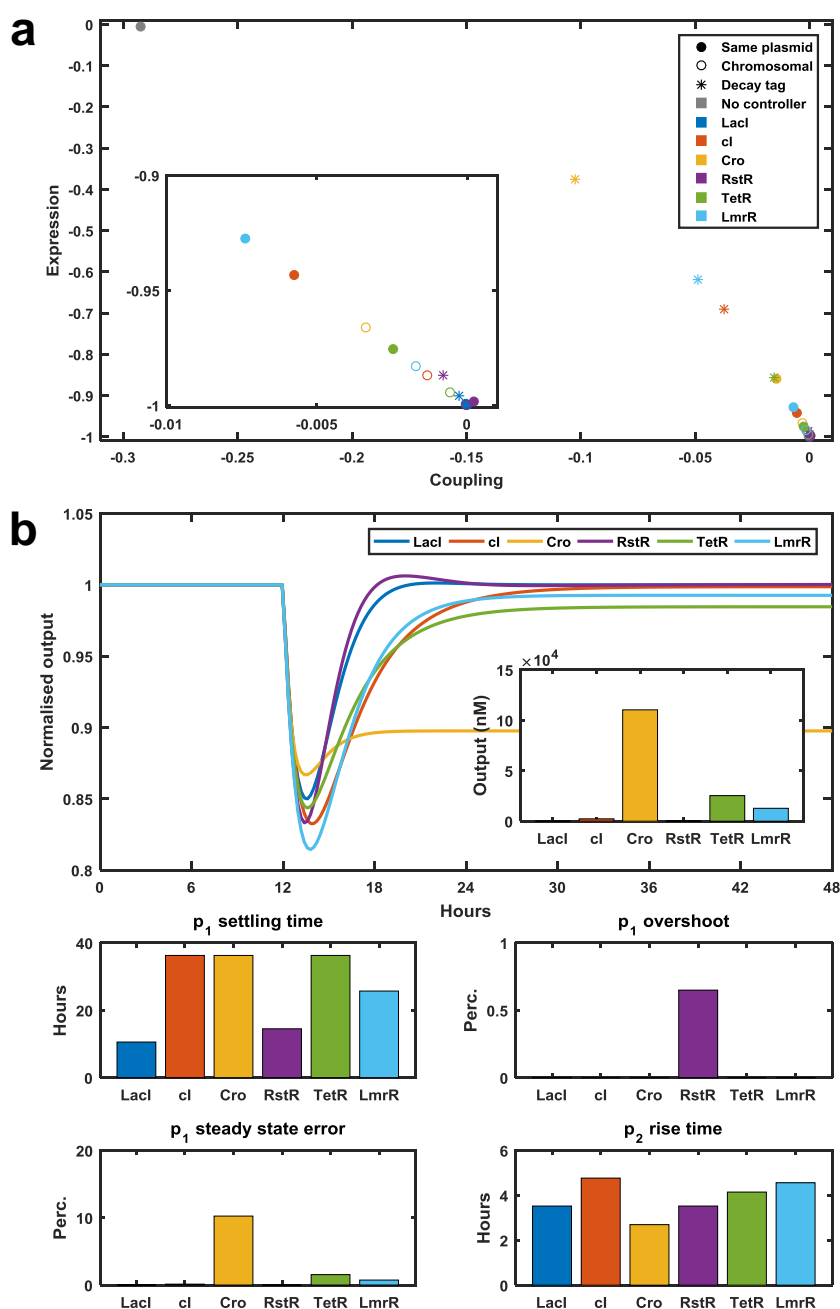 a
0
-0.1
-0.2
-0.3
-0.4
-0.5
-0.6
-0.7
-0.8
-0.9
-1
Expression
Same plasmid
Chromosomal
Decay tag
No controller
LacI
cI
Cro
RstR
TetR
LmrR
-0.9
-0.95
-1
-0.01 -0.005 0
-0.3 -0.25 -0.2 -0.15 -0.1 -0.05 0
Coupling
b
1.05
1
0.95
0.9
0.85
0.8
Normalised output
LacI cI Cro RstR TetR LmrR
×10^4
15
10
5
0
Output (nM)
LacI cI Cro RstR TetR LmrR
0 6 12 18 24 30 36 42 48
Hours
p_1 settling time
40
20
0
Hours
LacI cI Cro RstR TetR LmrR
p_1 overshoot
1
0.5
0
Perc.
LacI cI Cro RstR TetR LmrR
p_1 steady state error
20
10
0
Perc.
LacI cI Cro RstR TetR LmrR
p_2 rise time
6
4
2
0
Hours
LacI cI Cro RstR TetR LmrR